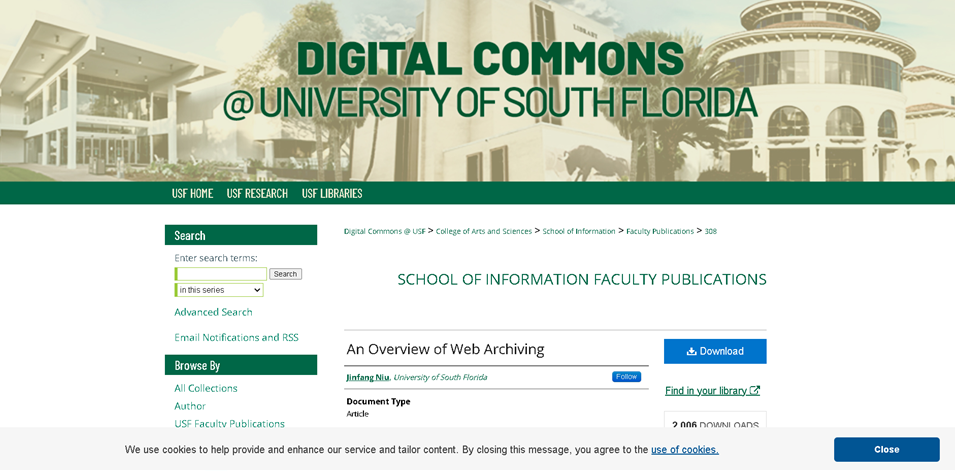 DIGITAL COMMONS
@ UNIVERSITY OF SOUTH FLORIDA
USF HOME USF RESEARCH USF LIBRARIES
Search
Enter search terms:
Search
in this series
Advanced Search
Email Notifications and RSS
Browse By
All Collections
Author
USF Faculty Publications
Digital Commons @ USF > College of Arts and Sciences > School of Information > Faculty Publications > 308
SCHOOL OF INFORMATION FACULTY PUBLICATIONS
An Overview of Web Archiving
Jinfang Niu, University of South Florida Follow
Document Type
Article
Download
Find in your library
2,006 DOWNLOADS
We use cookies to help provide and enhance our service and tailor content. By closing this message, you agree to the use of cookies.
Close